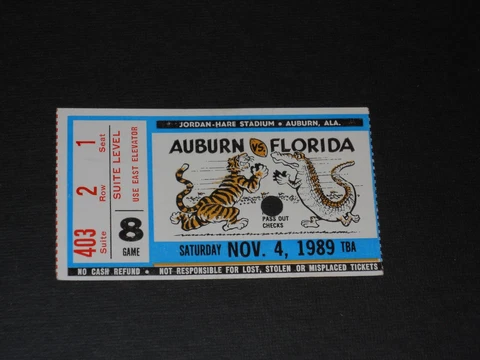 JORDAN-HARE STADIUM • AUBURN, ALA.
AUBURN VS. FLORIDA
PASS OUT
CHECKS
SATURDAY NOV. 4, 1989 TBA
NO CASH REFUND • NOT RESPONSIBLE FOR LOST, STOLEN OR MISPLACED TICKETS
403 Suite
2 Row
1 Seat
SUITE LEVEL
USE EAST ELEVATOR
8
GAME